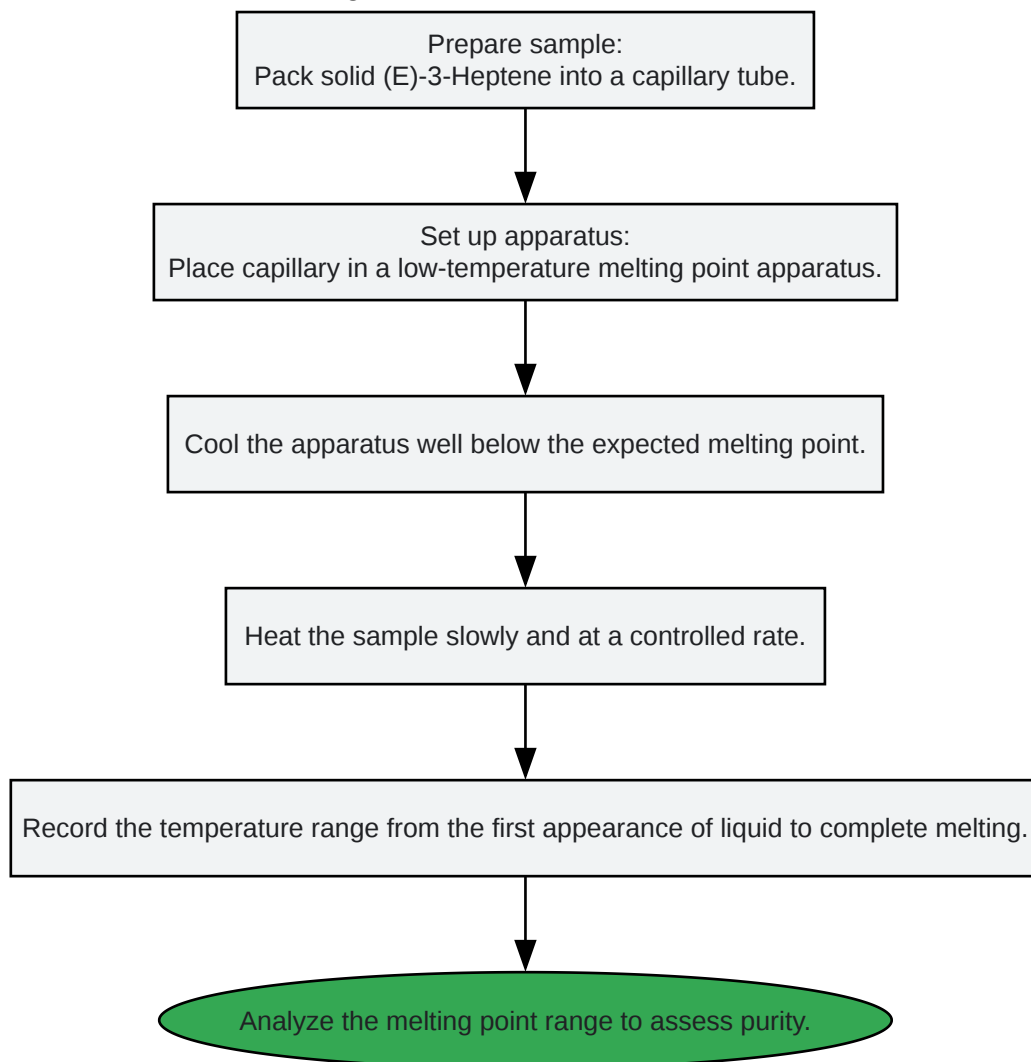 Prepare sample:
Pack solid (E)-3-Heptene into a capillary tube.
Set up apparatus:
Place capillary in a low-temperature melting point apparatus.
Cool the apparatus well below the expected melting point.
Heat the sample slowly and at a controlled rate.
Record the temperature range from the first appearance of liquid to complete melting.
Analyze the melting point range to assess purity.